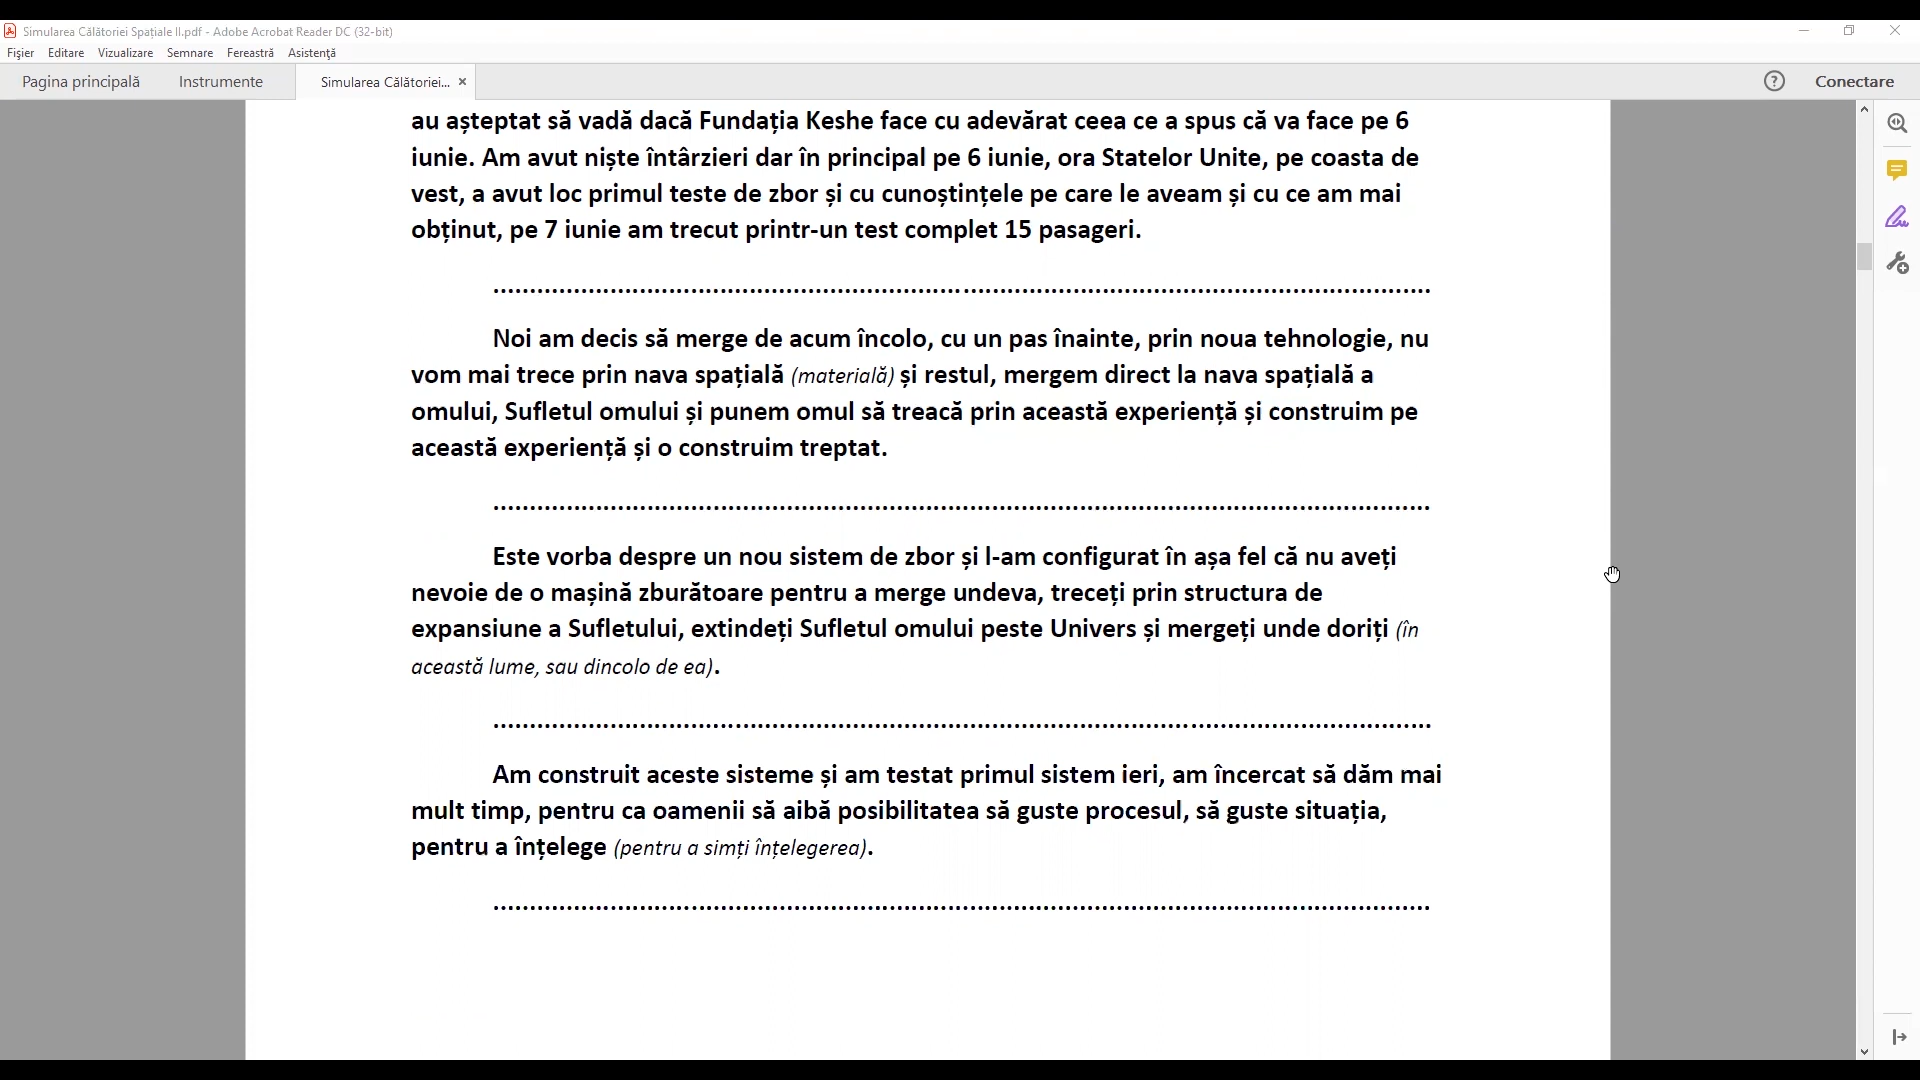 Simularea Călătoriei Spațiale II.pdf - Adobe Acrobat Reader DC (32-bit)
Fişier Editare Vizualizare Semnare Fereastră Asistenţă
Pagina principală Instrumente Simularea Călătoriei... × ? Conectare
au așteptat să vadă dacă Fundația Keshe face cu adevărat ceea ce a spus că va face pe 6
iunie. Am avut niște întârzieri dar în principal pe 6 iunie, ora Statelor Unite, pe coasta de
vest, a avut loc primul teste de zbor și cu cunoștințele pe care le aveam și cu ce am mai
obținut, pe 7 iunie am trecut printr-un test complet 15 pasageri.
....................................................................................................................
Noi am decis să merge de acum încolo, cu un pas înainte, prin noua tehnologie, nu
vom mai trece prin nava spațială (materială) și restul, mergem direct la nava spațială a
omului, Sufletul omului și punem omul să treacă prin această experiență și construim pe
această experiență și o construim treptat.
....................................................................................................................
Este vorba despre un nou sistem de zbor și l-am configurat în așa fel că nu aveți
nevoie de o mașină zburătoare pentru a merge undeva, treceți prin structura de
expansiune a Sufletului, extindeți Sufletul omului peste Univers și mergeți unde doriți (în
această lume, sau dincolo de ea).
....................................................................................................................
Am construit aceste sisteme și am testat primul sistem ieri, am încercat să dăm mai
mult timp, pentru ca oamenii să aibă posibilitatea să guste procesul, să guste situația,
pentru a înțelege (pentru a simți înțelegerea).
....................................................................................................................